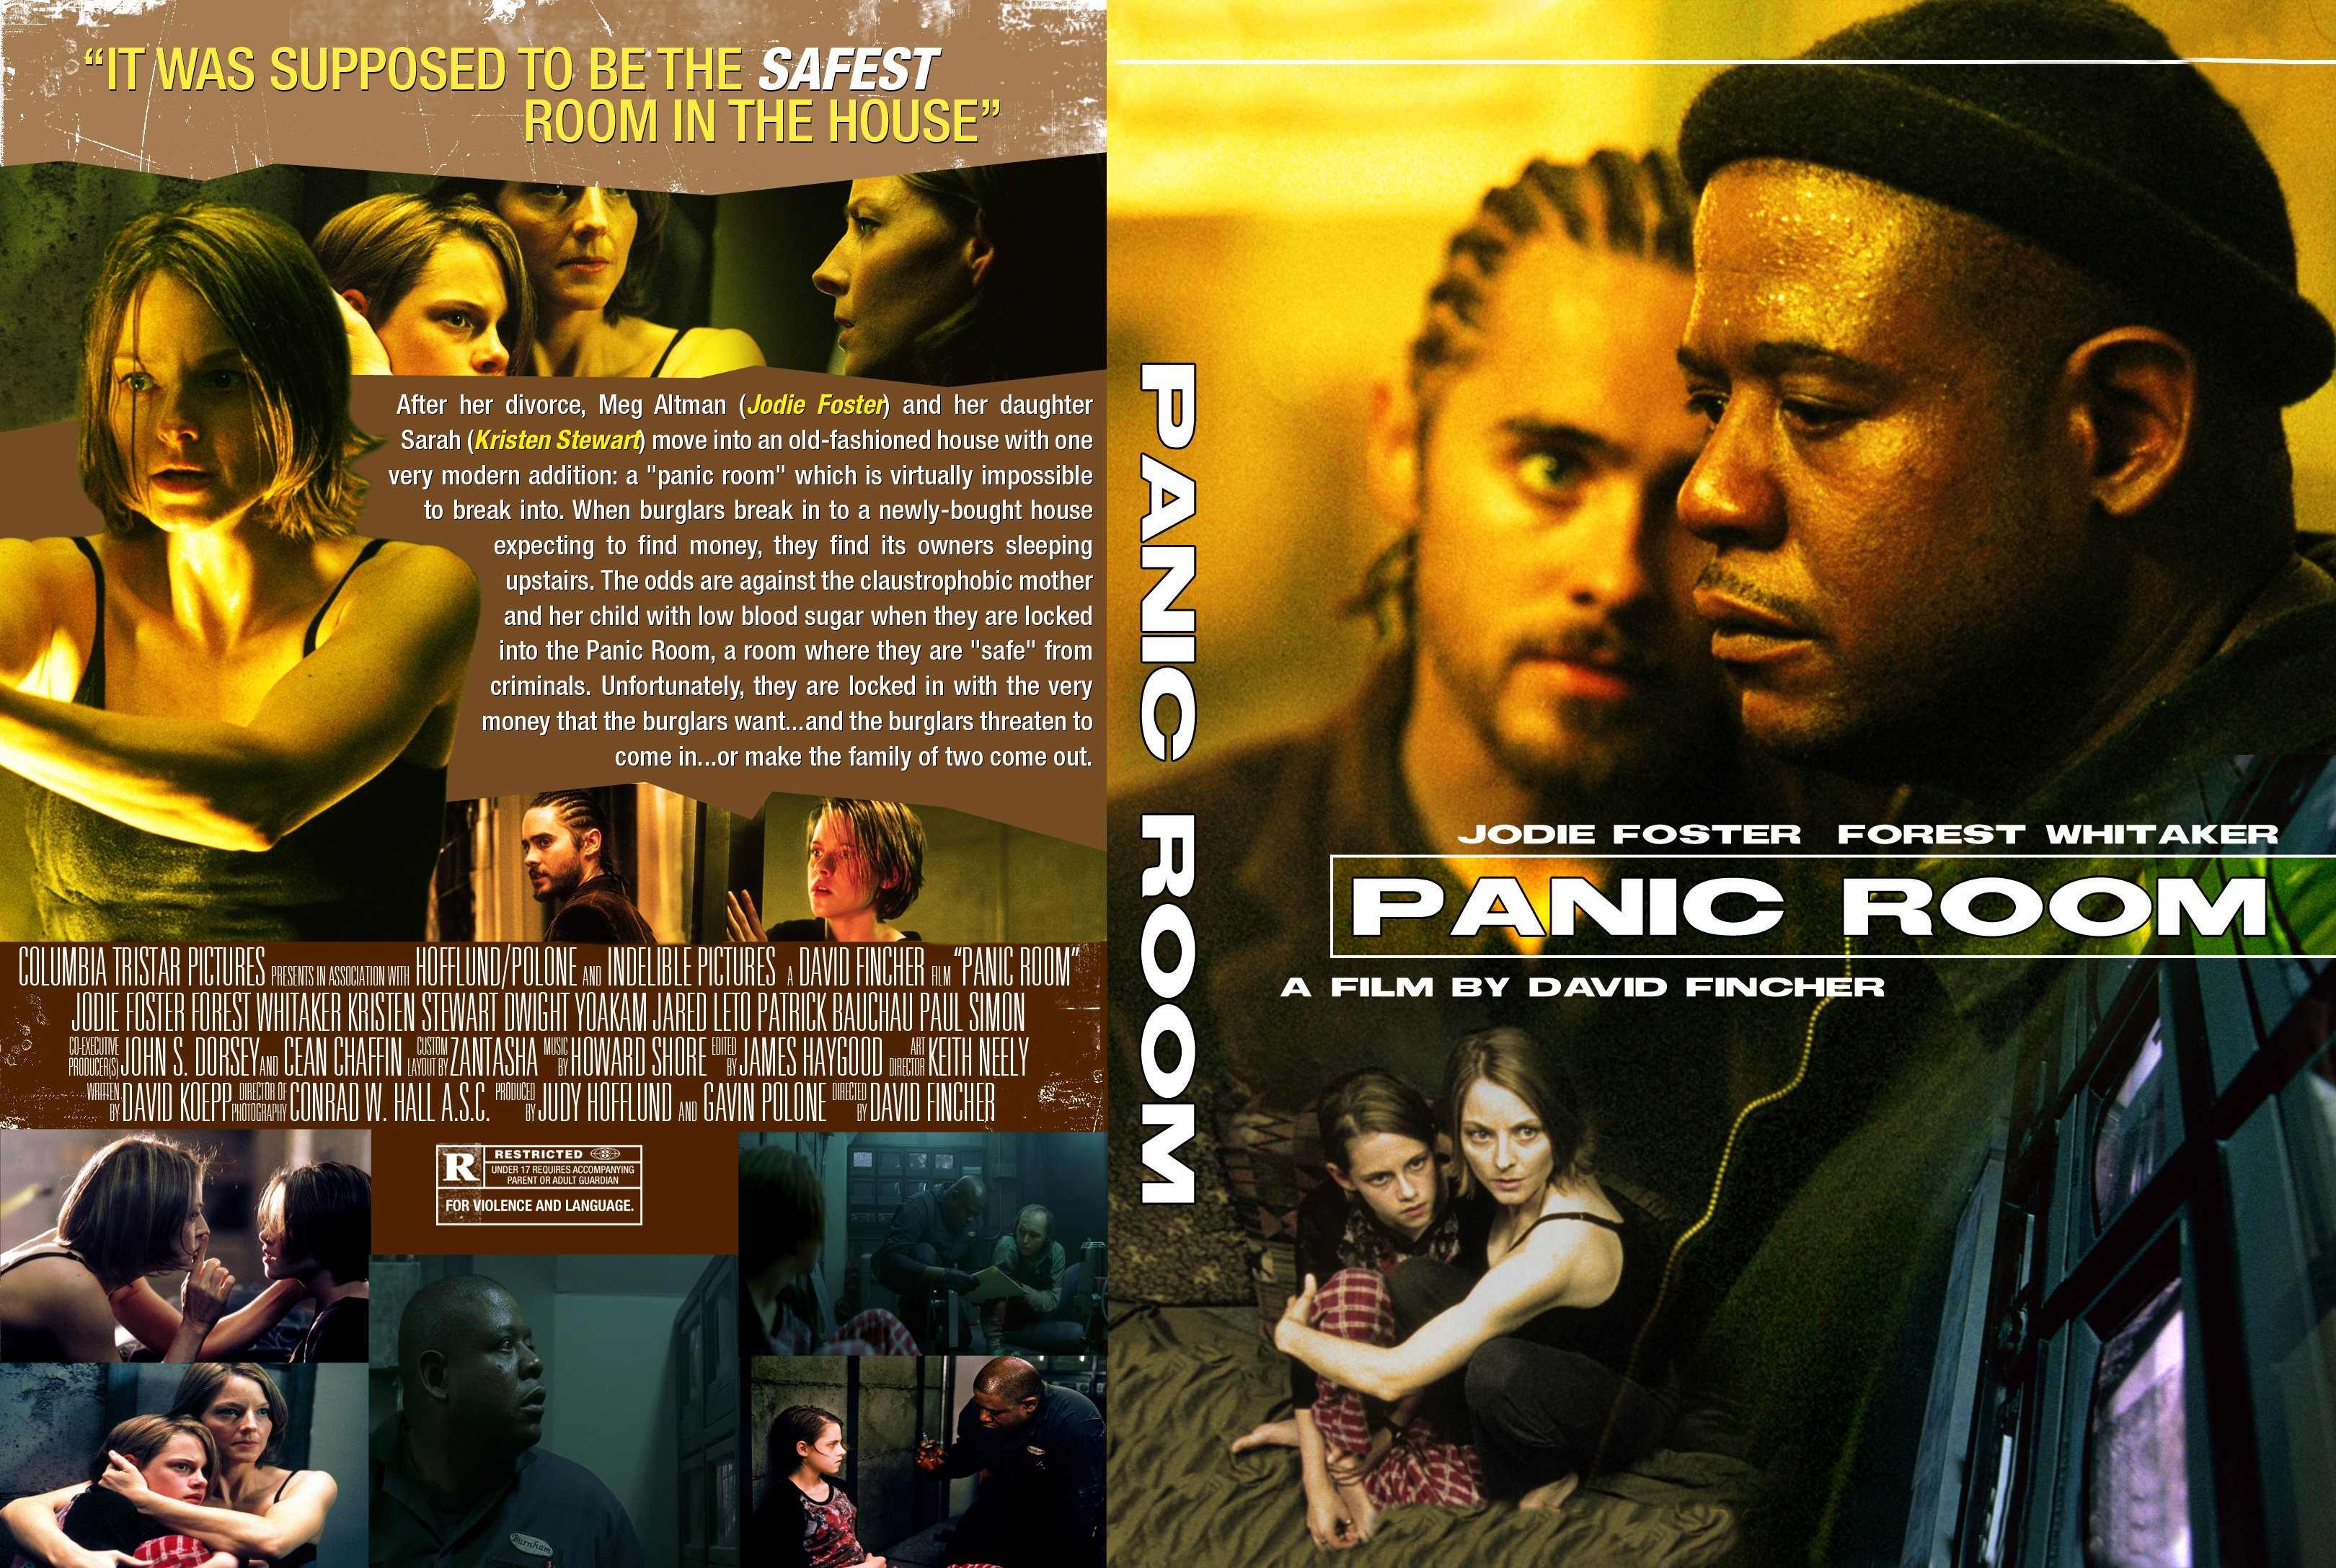 “IT WAS SUPPOSED TO BE THE SAFEST
ROOM IN THE HOUSE”
After her divorce, Meg Altman (Jodie Foster) and her daughter
Sarah (Kristen Stewart) move into an old-fashioned house with one
very modern addition: a "panic room" which is virtually impossible
to break into. When burglars break in to a newly-bought house
expecting to find money, they find its owners sleeping
upstairs. The odds are against the claustrophobic mother
and her child with low blood sugar when they are locked
into the Panic Room, a room where they are "safe" from
criminals. Unfortunately, they are locked in with the very
money that the burglars want...and the burglars threaten to
come in...or make the family of two come out.
COLUMBIA TRISTAR PICTURES PRESENTS IN ASSOCIATION WITH HOFFLUND/POLONE AND INDELIBLE PICTURES A DAVID FINCHER FILM “PANIC ROOM”
JODIE FOSTER FOREST WHITAKER KRISTEN STEWART DWIGHT YOAKAM JARED LETO PATRICK BAUCHAU PAUL SIMON
CO-EXECUTIVE PRODUCER(S) JOHN S. DORSEY AND CEAN CHAFFIN CUSTOM LAYOUT BY ZANTASHA MUSIC BY HOWARD SHORE EDITED BY JAMES HAYGOOD ART DIRECTOR KEITH NEELY
WRITTEN BY DAVID KOEPP DIRECTOR OF PHOTOGRAPHY CONRAD W. HALL A.S.C. PRODUCED BY JUDY HOFFLUND AND GAVIN POLONE DIRECTED BY DAVID FINCHER
R RESTRICTED
UNDER 17 REQUIRES ACCOMPANYING
PARENT OR ADULT GUARDIAN
FOR VIOLENCE AND LANGUAGE.
Burnham
PANIC ROOM
JODIE FOSTER FOREST WHITAKER
PANIC ROOM
A FILM BY DAVID FINCHER